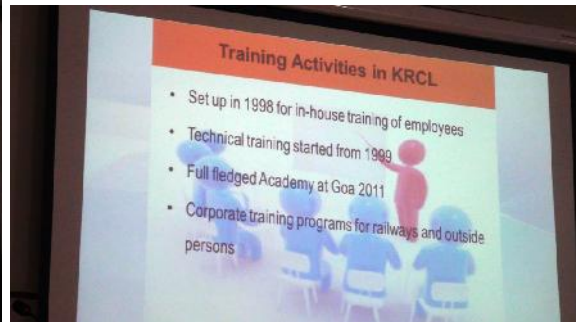 Training Activities in KRCL
• Set up in 1998 for in-house training of employees
• Technical training started from 1999
• Full fledged Academy at Goa 2011
• Corporate training programs for railways and outside
persons